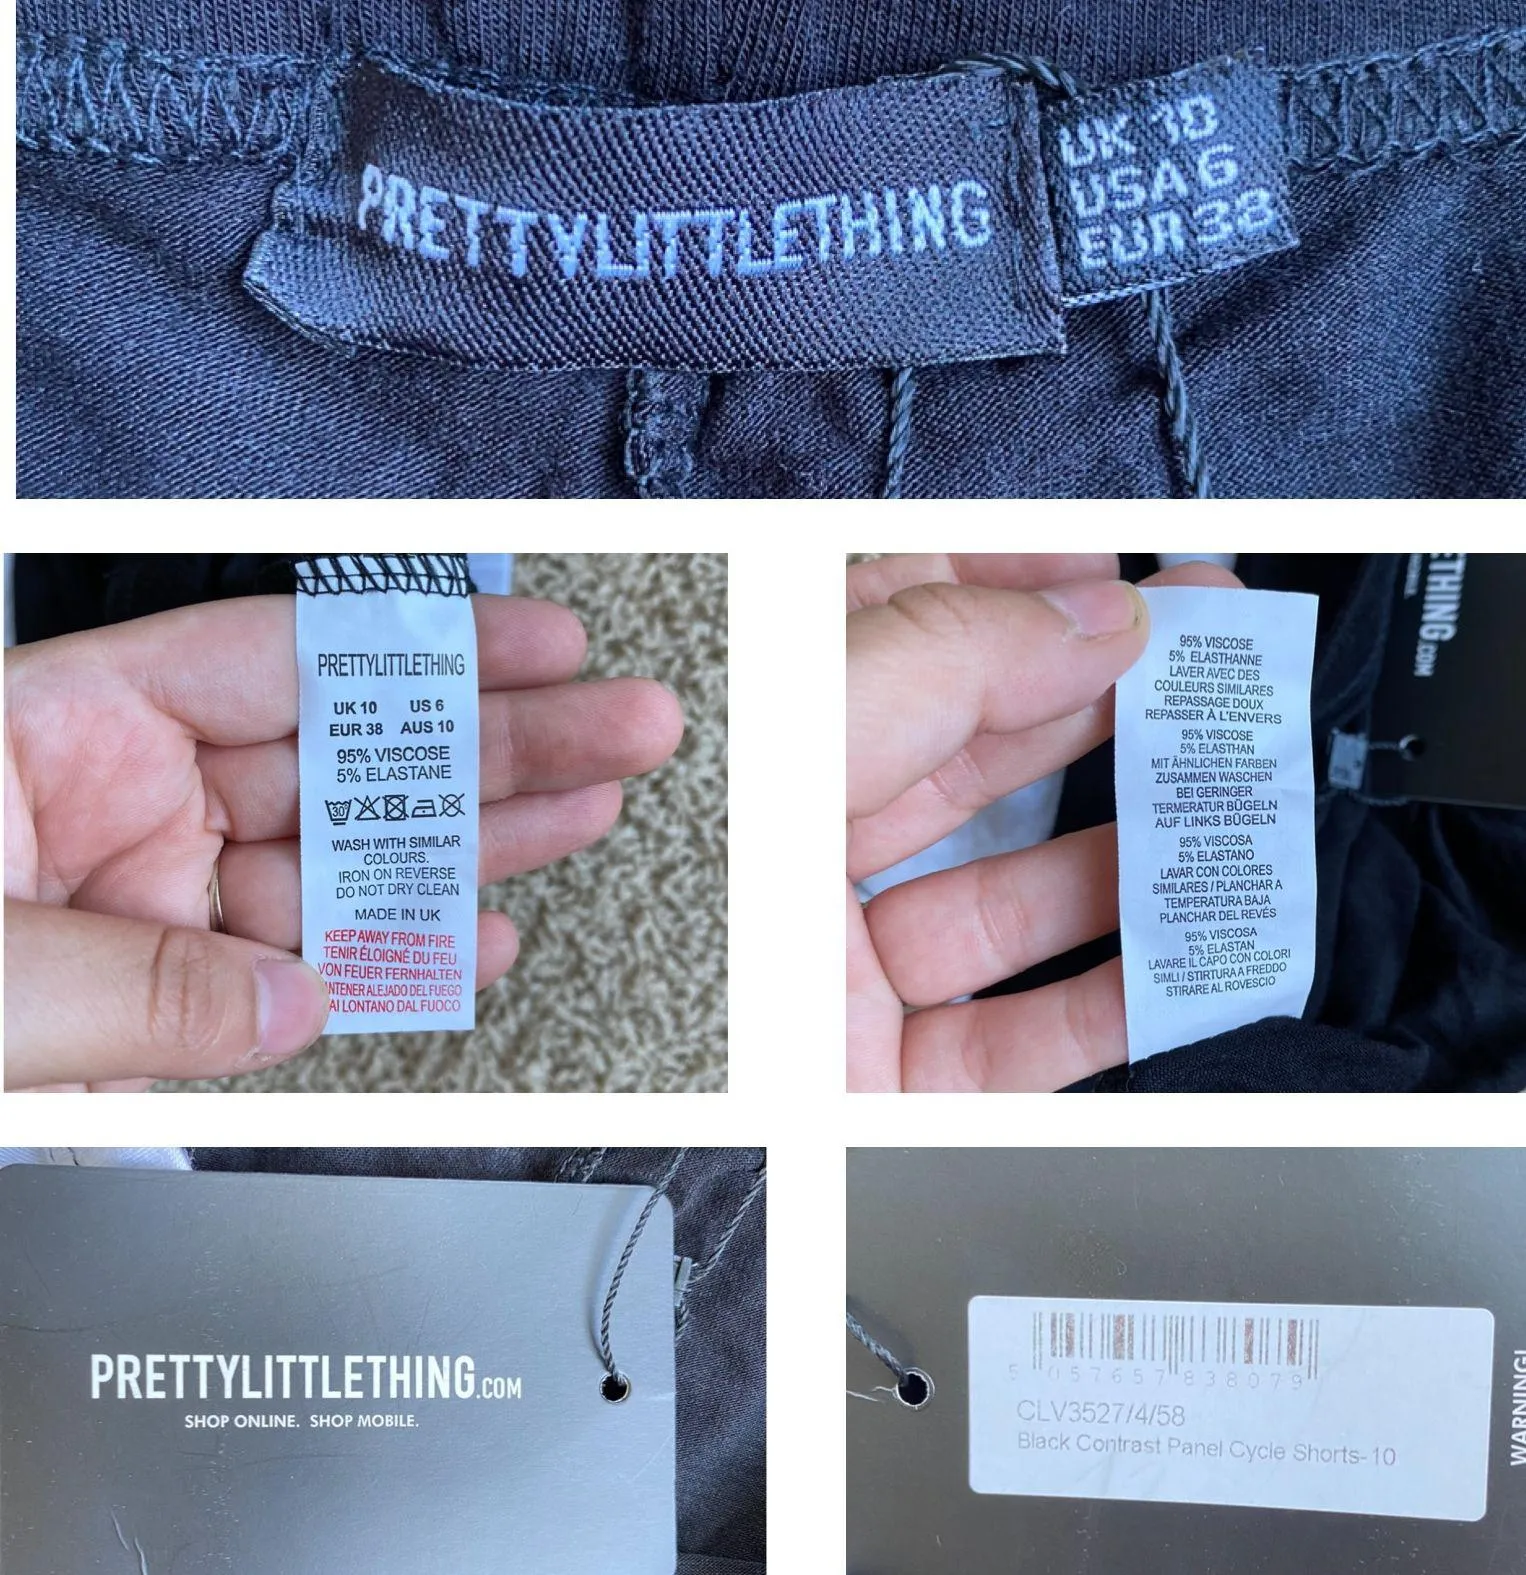 PRETTYLITTLETHING
UK 10
USA 6
EUR 38
PRETTYLITTLETHING
UK 10 US 6
EUR 38 AUS 10
95% VISCOSE
5% ELASTANE
30°
WASH WITH SIMILAR
COLOURS.
IRON ON REVERSE
DO NOT DRY CLEAN
MADE IN UK
KEEP AWAY FROM FIRE
TENIR ÉLOIGNÉ DU FEU
VON FEUER FERNHALTEN
ANTENER ALEJADO DEL FUEGO
AI LONTANO DAL FUOCO
95% VISCOSE
5% ELASTHANNE
LAVER AVEC DES
COULEURS SIMILARES
REPASSAGE DOUX
REPASSER À L'ENVERS
95% VISCOSE
5% ELASTHAN
MIT ÄHNLICHEN FARBEN
ZUSAMMEN WASCHEN
BEI GERINGER
TERMERATUR BÜGELN
AUF LINKS BÜGELN
95% VISCOSA
5% ELASTANO
LAVAR CON COLORES
SIMILARES / PLANCHAR A
TEMPERATURA BAJA
PLANCHAR DEL REVÉS
95% VISCOSA
5% ELASTAN
LAVARE IL CAPO CON COLORI
SIMLI / STIRTURA A FREDDO
STIRARE AL ROVESCIO
ETHING.COM
PRETTYLITTLETHING.COM
SHOP ONLINE. SHOP MOBILE.
5 057657 838079
CLV3527/4/58
Black Contrast Panel Cycle Shorts-10
WARNING!